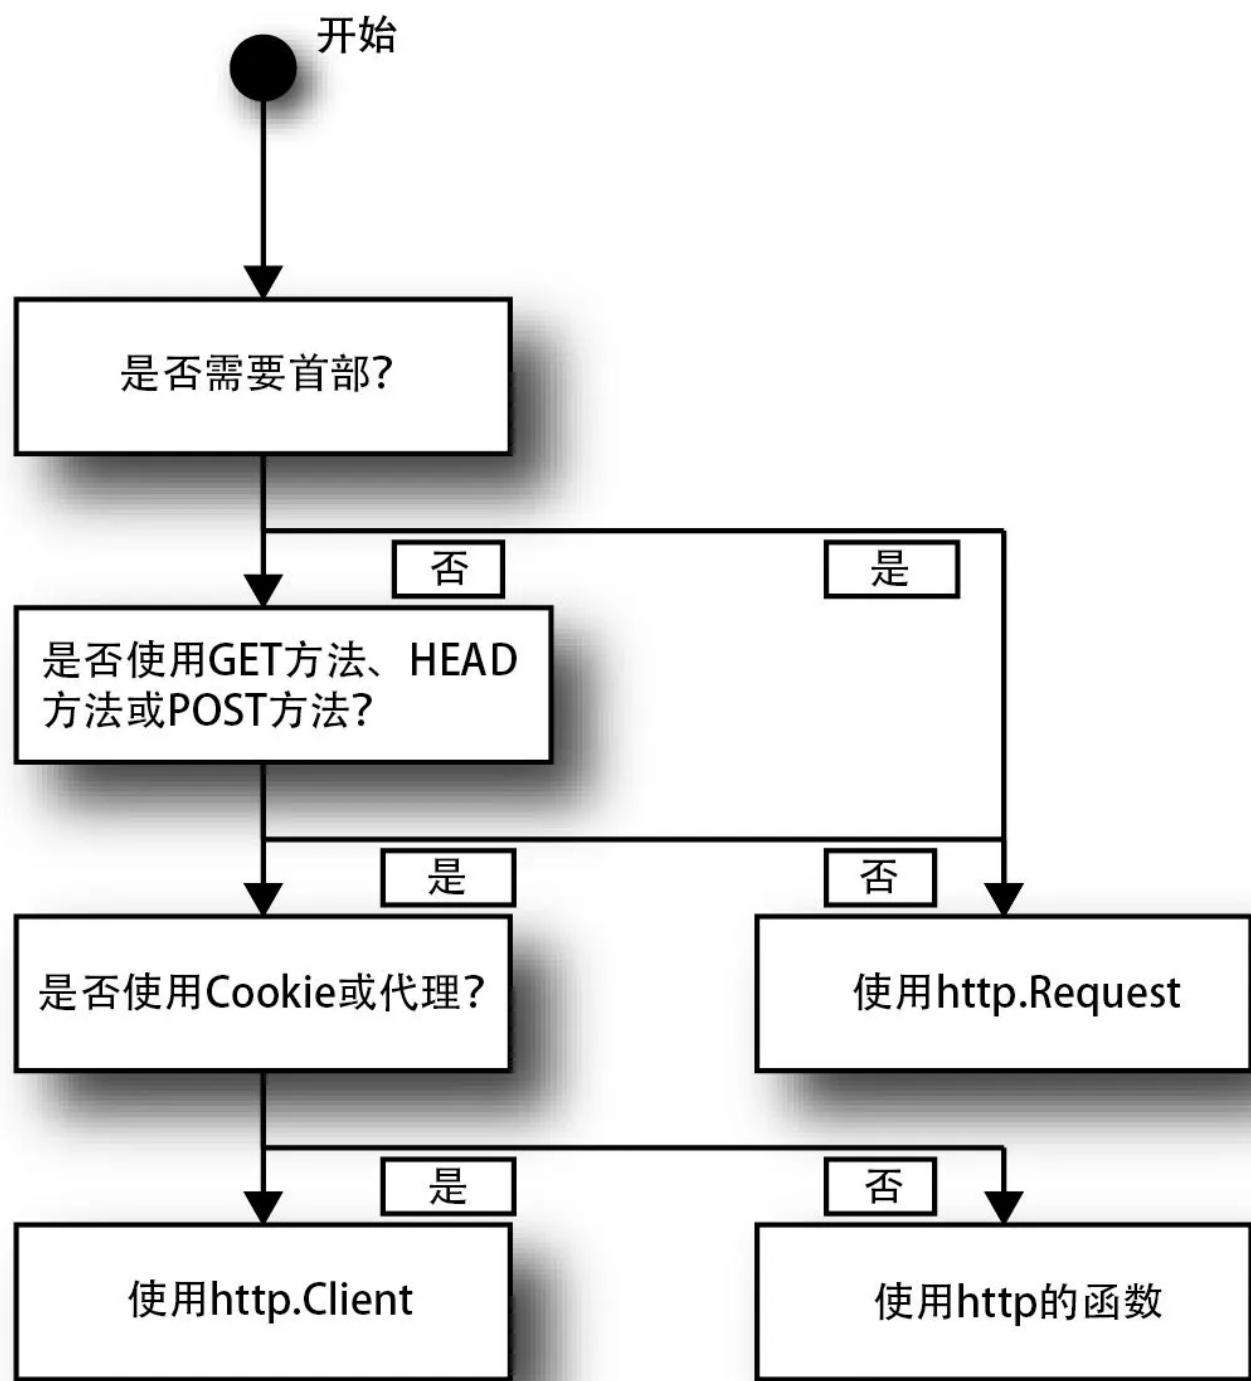 开始
是否需要首部？
否
是
是否使用GET方法、HEAD
方法或POST方法？
是
否
是否使用Cookie或代理？
使用http.Request
是
否
使用http.Client
使用http的函数